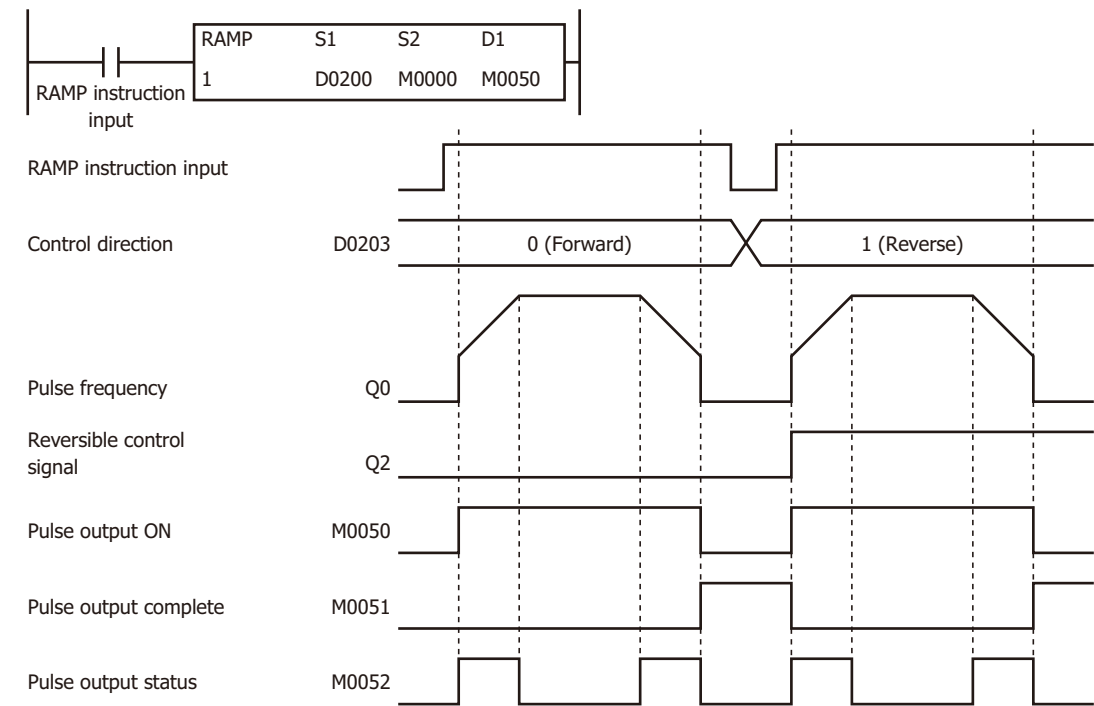 RAMP S1 S2 D1
1 D0200 M0000 M0050
RAMP instruction
input
RAMP instruction input
Control direction D0203 0 (Forward) 1 (Reverse)
Pulse frequency Q0
Reversible control
signal Q2
Pulse output ON M0050
Pulse output complete M0051
Pulse output status M0052